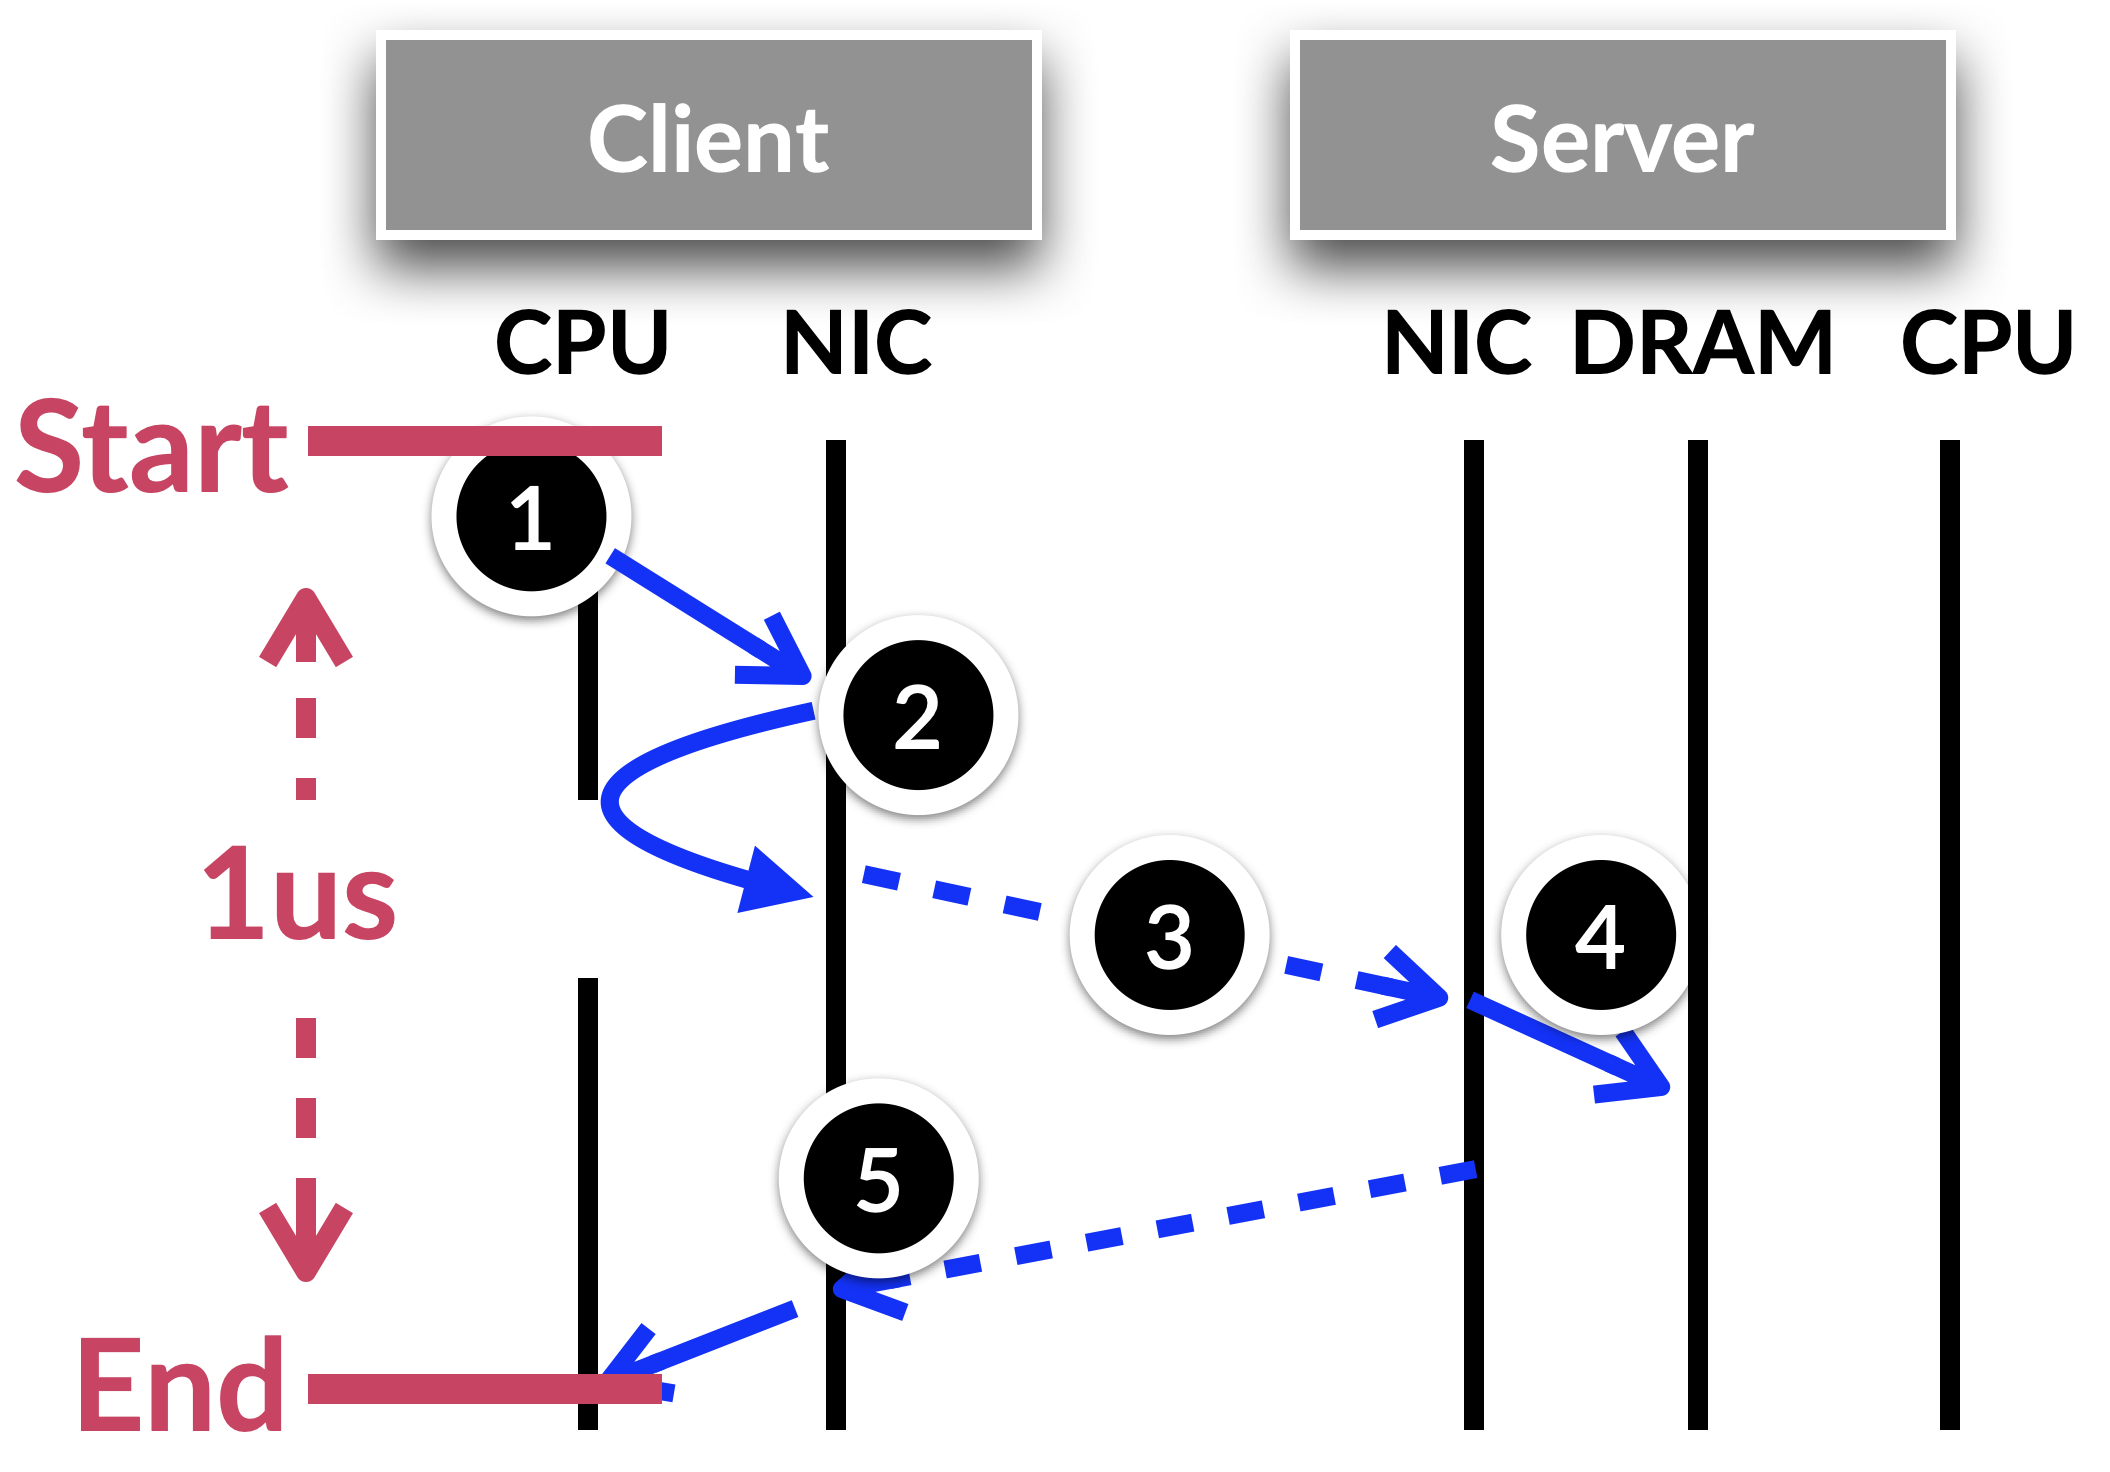 Client
Server
CPU NIC NIC DRAM CPU
Start
1
2
1us
3
4
5
End